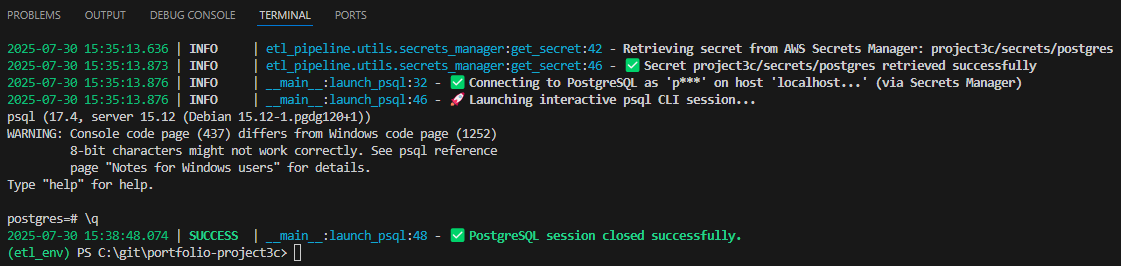 PROBLEMS OUTPUT DEBUG CONSOLE TERMINAL PORTS
2025-07-30 15:35:13.636 | INFO     | etl_pipeline.utils.secrets_manager:get_secret:42 - Retrieving secret from AWS Secrets Manager: project3c/secrets/postgres
2025-07-30 15:35:13.873 | INFO     | etl_pipeline.utils.secrets_manager:get_secret:46 - ✅ Secret project3c/secrets/postgres retrieved successfully
2025-07-30 15:35:13.876 | INFO     | __main__:launch_psql:32 - ✅ Connecting to PostgreSQL as 'p***' on host 'localhost...' (via Secrets Manager)
2025-07-30 15:35:13.876 | INFO     | __main__:launch_psql:46 - 🚀 Launching interactive psql CLI session...
psql (17.4, server 15.12 (Debian 15.12-1.pgdg120+1))
WARNING: Console code page (437) differs from Windows code page (1252)
         8-bit characters might not work correctly. See psql reference
         page "Notes for Windows users" for details.
Type "help" for help.
postgres=# \q
2025-07-30 15:38:48.074 | SUCCESS  | __main__:launch_psql:48 - ✅ PostgreSQL session closed successfully.
(etl_env) PS C:\git\portfolio-project3c>